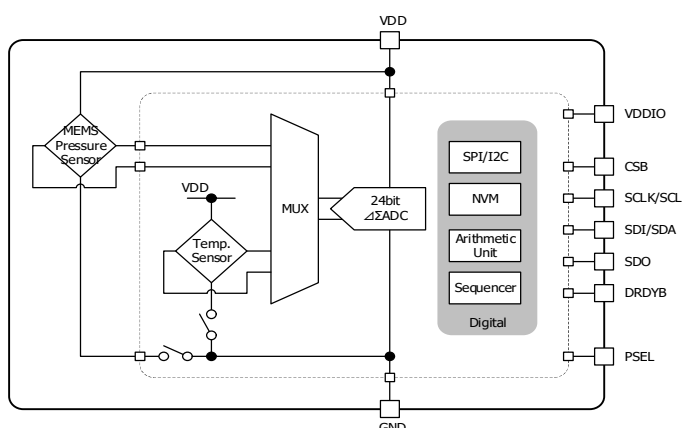 VDD
MEMS
Pressure
Sensor
VDD
Temp.
Sensor
MUX
24bit
⊿ΣADC
SPI/I2C
NVM
Arithmetic
Unit
Sequencer
Digital
VDDIO
CSB
SCLK/SCL
SDI/SDA
SDO
DRDYB
PSEL
GND